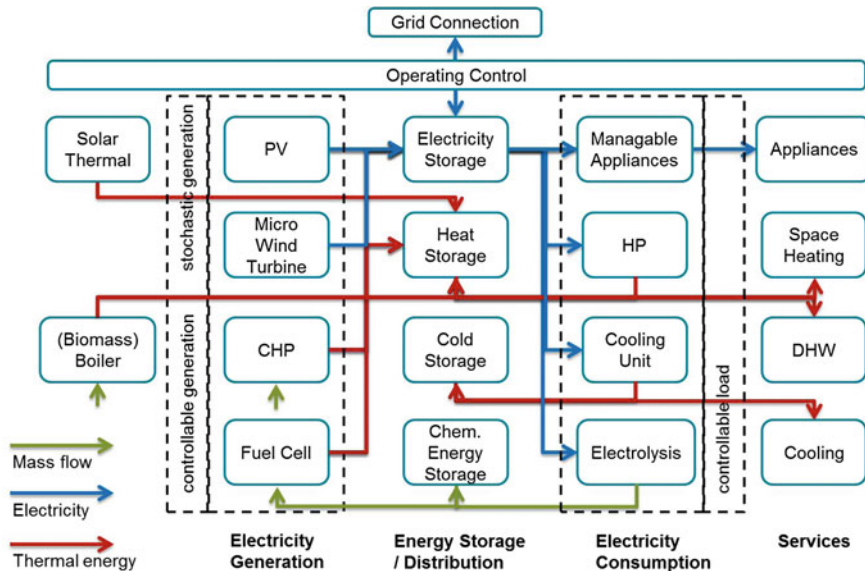 Grid Connection
Operating Control
Solar
Thermal
stochastic generation
PV
Electricity
Storage
Managable
Appliances
Appliances
Micro
Wind
Turbine
Heat
Storage
HP
Space
Heating
(Biomass)
Boiler
controllable generation
CHP
Cold
Storage
Cooling
Unit
controllable load
DHW
Fuel Cell
Chem.
Energy
Storage
Electrolysis
Cooling
Mass flow
Electricity
Thermal energy
Electricity
Generation
Energy Storage
/ Distribution
Electricity
Consumption
Services